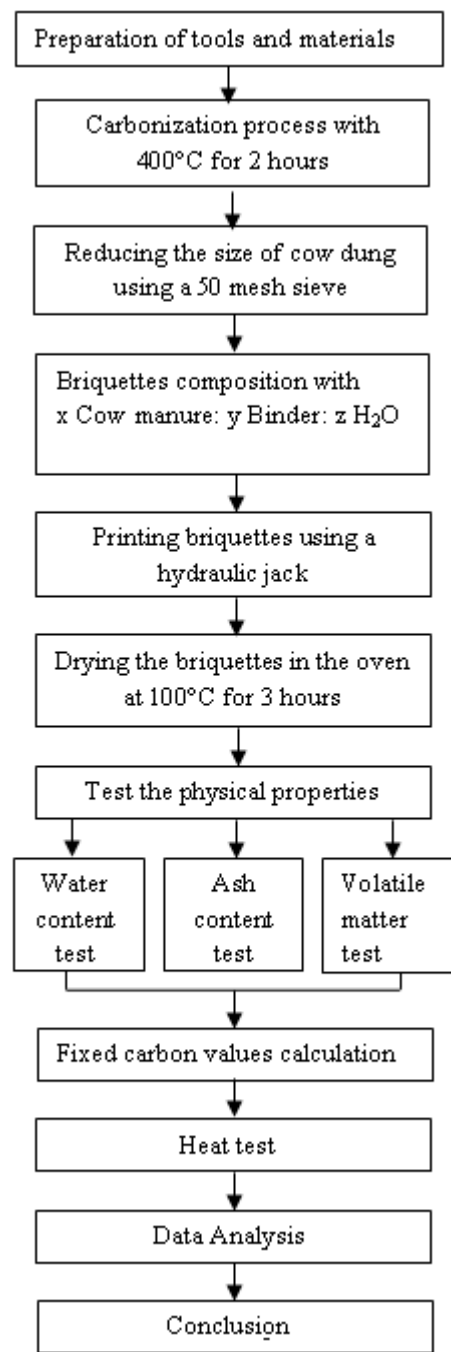 Preparation of tools and materials
Carbonization process with
400°C for 2 hours
Reducing the size of cow dung
using a 50 mesh sieve
Briquettes composition with
x Cow manure: y Binder: z H₂O
Printing briquettes using a
hydraulic jack
Drying the briquettes in the oven
at 100°C for 3 hours
Test the physical properties
Water
content
test
Ash
content
test
Volatile
matter
test
Fixed carbon values calculation
Heat test
Data Analysis
Conclusion